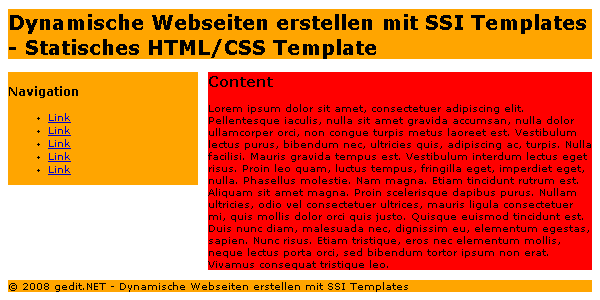 Dynamische Webseiten erstellen mit SSI Templates
- Statisches HTML/CSS Template
Navigation
Link
Link
Link
Link
Link
Content
Lorem ipsum dolor sit amet, consectetuer adipiscing elit.
Pellentesque iaculis, nulla sit amet gravida accumsan, nulla dolor
ullamcorper orci, non congue turpis metus laoreet est. Vestibulum
lectus purus, bibendum nec, ultricies quis, adipiscing ac, turpis. Nulla
facilisi. Mauris gravida tempus est. Vestibulum interdum lectus eget
risus. Proin leo quam, luctus tempus, fringilla eget, imperdiet eget,
nulla. Phasellus molestie. Nam magna. Etiam tincidunt rutrum est.
Aliquam sit amet magna. Proin scelerisque dapibus purus. Nullam
ultricies, odio vel consectetuer ultrices, mauris ligula consectetuer
mi, quis mollis dolor orci quis justo. Quisque euismod tincidunt est.
Duis nunc diam, malesuada nec, dignissim eu, elementum egestas,
sapien. Nunc risus. Etiam tristique, eros nec elementum mollis,
neque lectus porta orci, sed bibendum tortor ipsum non erat.
Vivamus consequat tristique leo.
© 2008 gedit.NET - Dynamische Webseiten erstellen mit SSI Templates